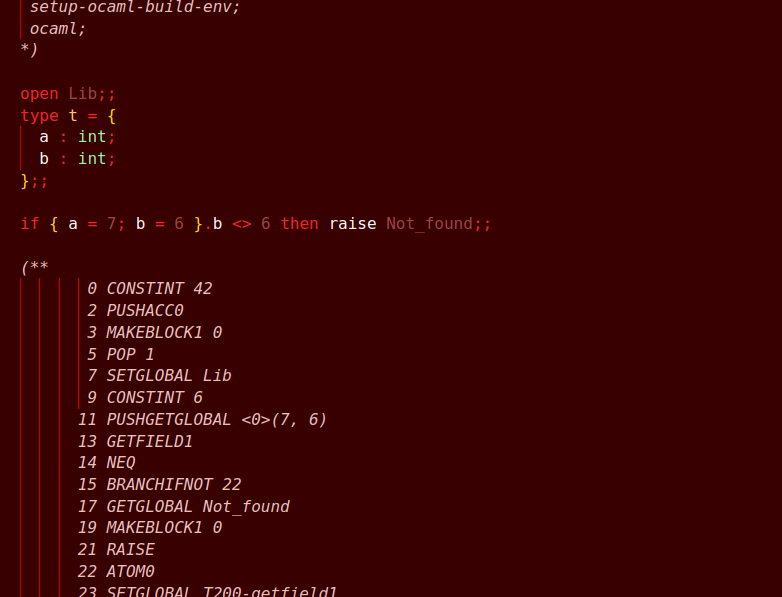 setup-ocaml-build-env;
ocaml;
*)
open Lib;;
type t = {
a : int;
b : int;
};;
if { a = 7; b = 6 }.b <> 6 then raise Not_found;;
(**
0 CONSTINT 42
2 PUSHACC0
3 MAKEBLOCK1 0
5 POP 1
7 SETGLOBAL Lib
9 CONSTINT 6
11 PUSHGETGLOBAL <0>(7, 6)
13 GETFIELD1
14 NEQ
15 BRANCHIFNOT 22
17 GETGLOBAL Not_found
19 MAKEBLOCK1 0
21 RAISE
22 ATOM0
23 SETGLOBAL T200-getfield1